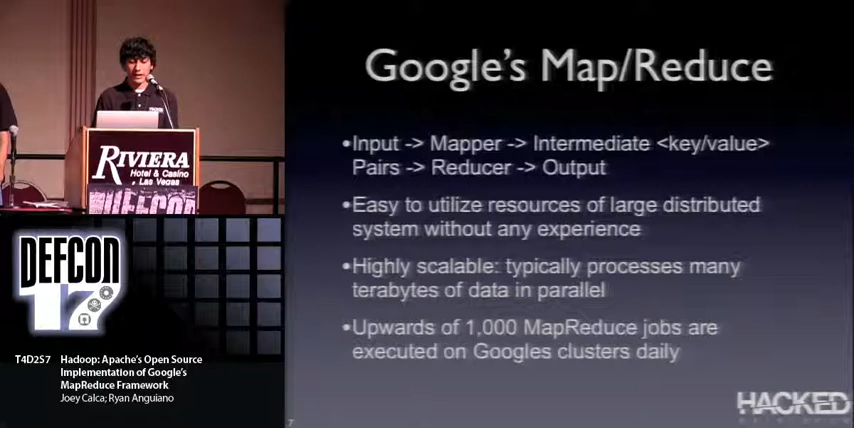 Google's Map/Reduce
•Input -> Mapper -> Intermediate <key/value>
Pairs -> Reducer -> Output
•Easy to utilize resources of large distributed
system without any experience
•Highly scalable: typically processes many
terabytes of data in parallel
•Upwards of 1,000 MapReduce jobs are
executed on Googles clusters daily
7
HACKED
RIVIERA
Hotel & Casino
Las Vegas
DEFCON
17
T4D2S7 Hadoop: Apache's Open Source
Implementation of Google's
MapReduce Framework
Joey Calca; Ryan Anguiano